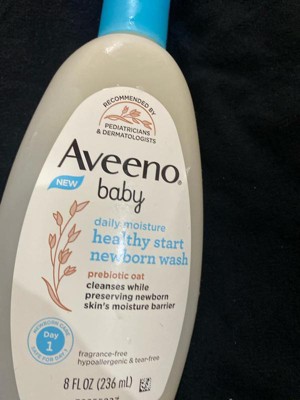 RECOMMENDED BY
PEDIATRICIANS
& DERMATOLOGISTS
Aveeno®
NEW
baby
daily moisture
healthy start
newborn wash
prebiotic oat
cleanses while
preserving newborn
skin's moisture barrier
Day
1
fragrance-free
hypoallergenic & tear-free
8 FL OZ (236 mL)